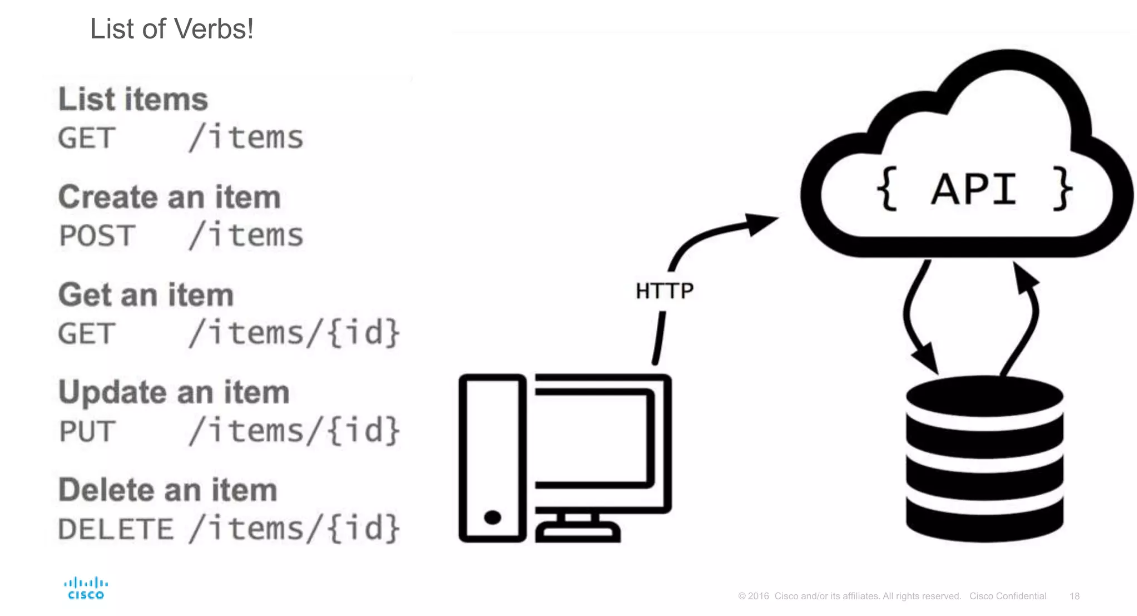 List of Verbs!
List items
GET /items
Create an item
POST /items
Get an item
GET /items/{id}
Update an item
PUT /items/{id}
Delete an item
DELETE /items/{id}
{ API }
HTTP
CISCO
© 2016 Cisco and/or its affiliates. All rights reserved. Cisco Confidential 18